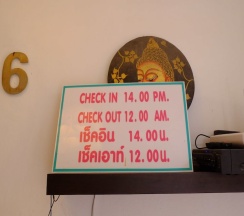 6
CHECK IN 14.00 PM.
CHECK OUT 12.00 AM.
เช็คอิน 14.00 น.
เช็คเอาท์ 12.00 น.